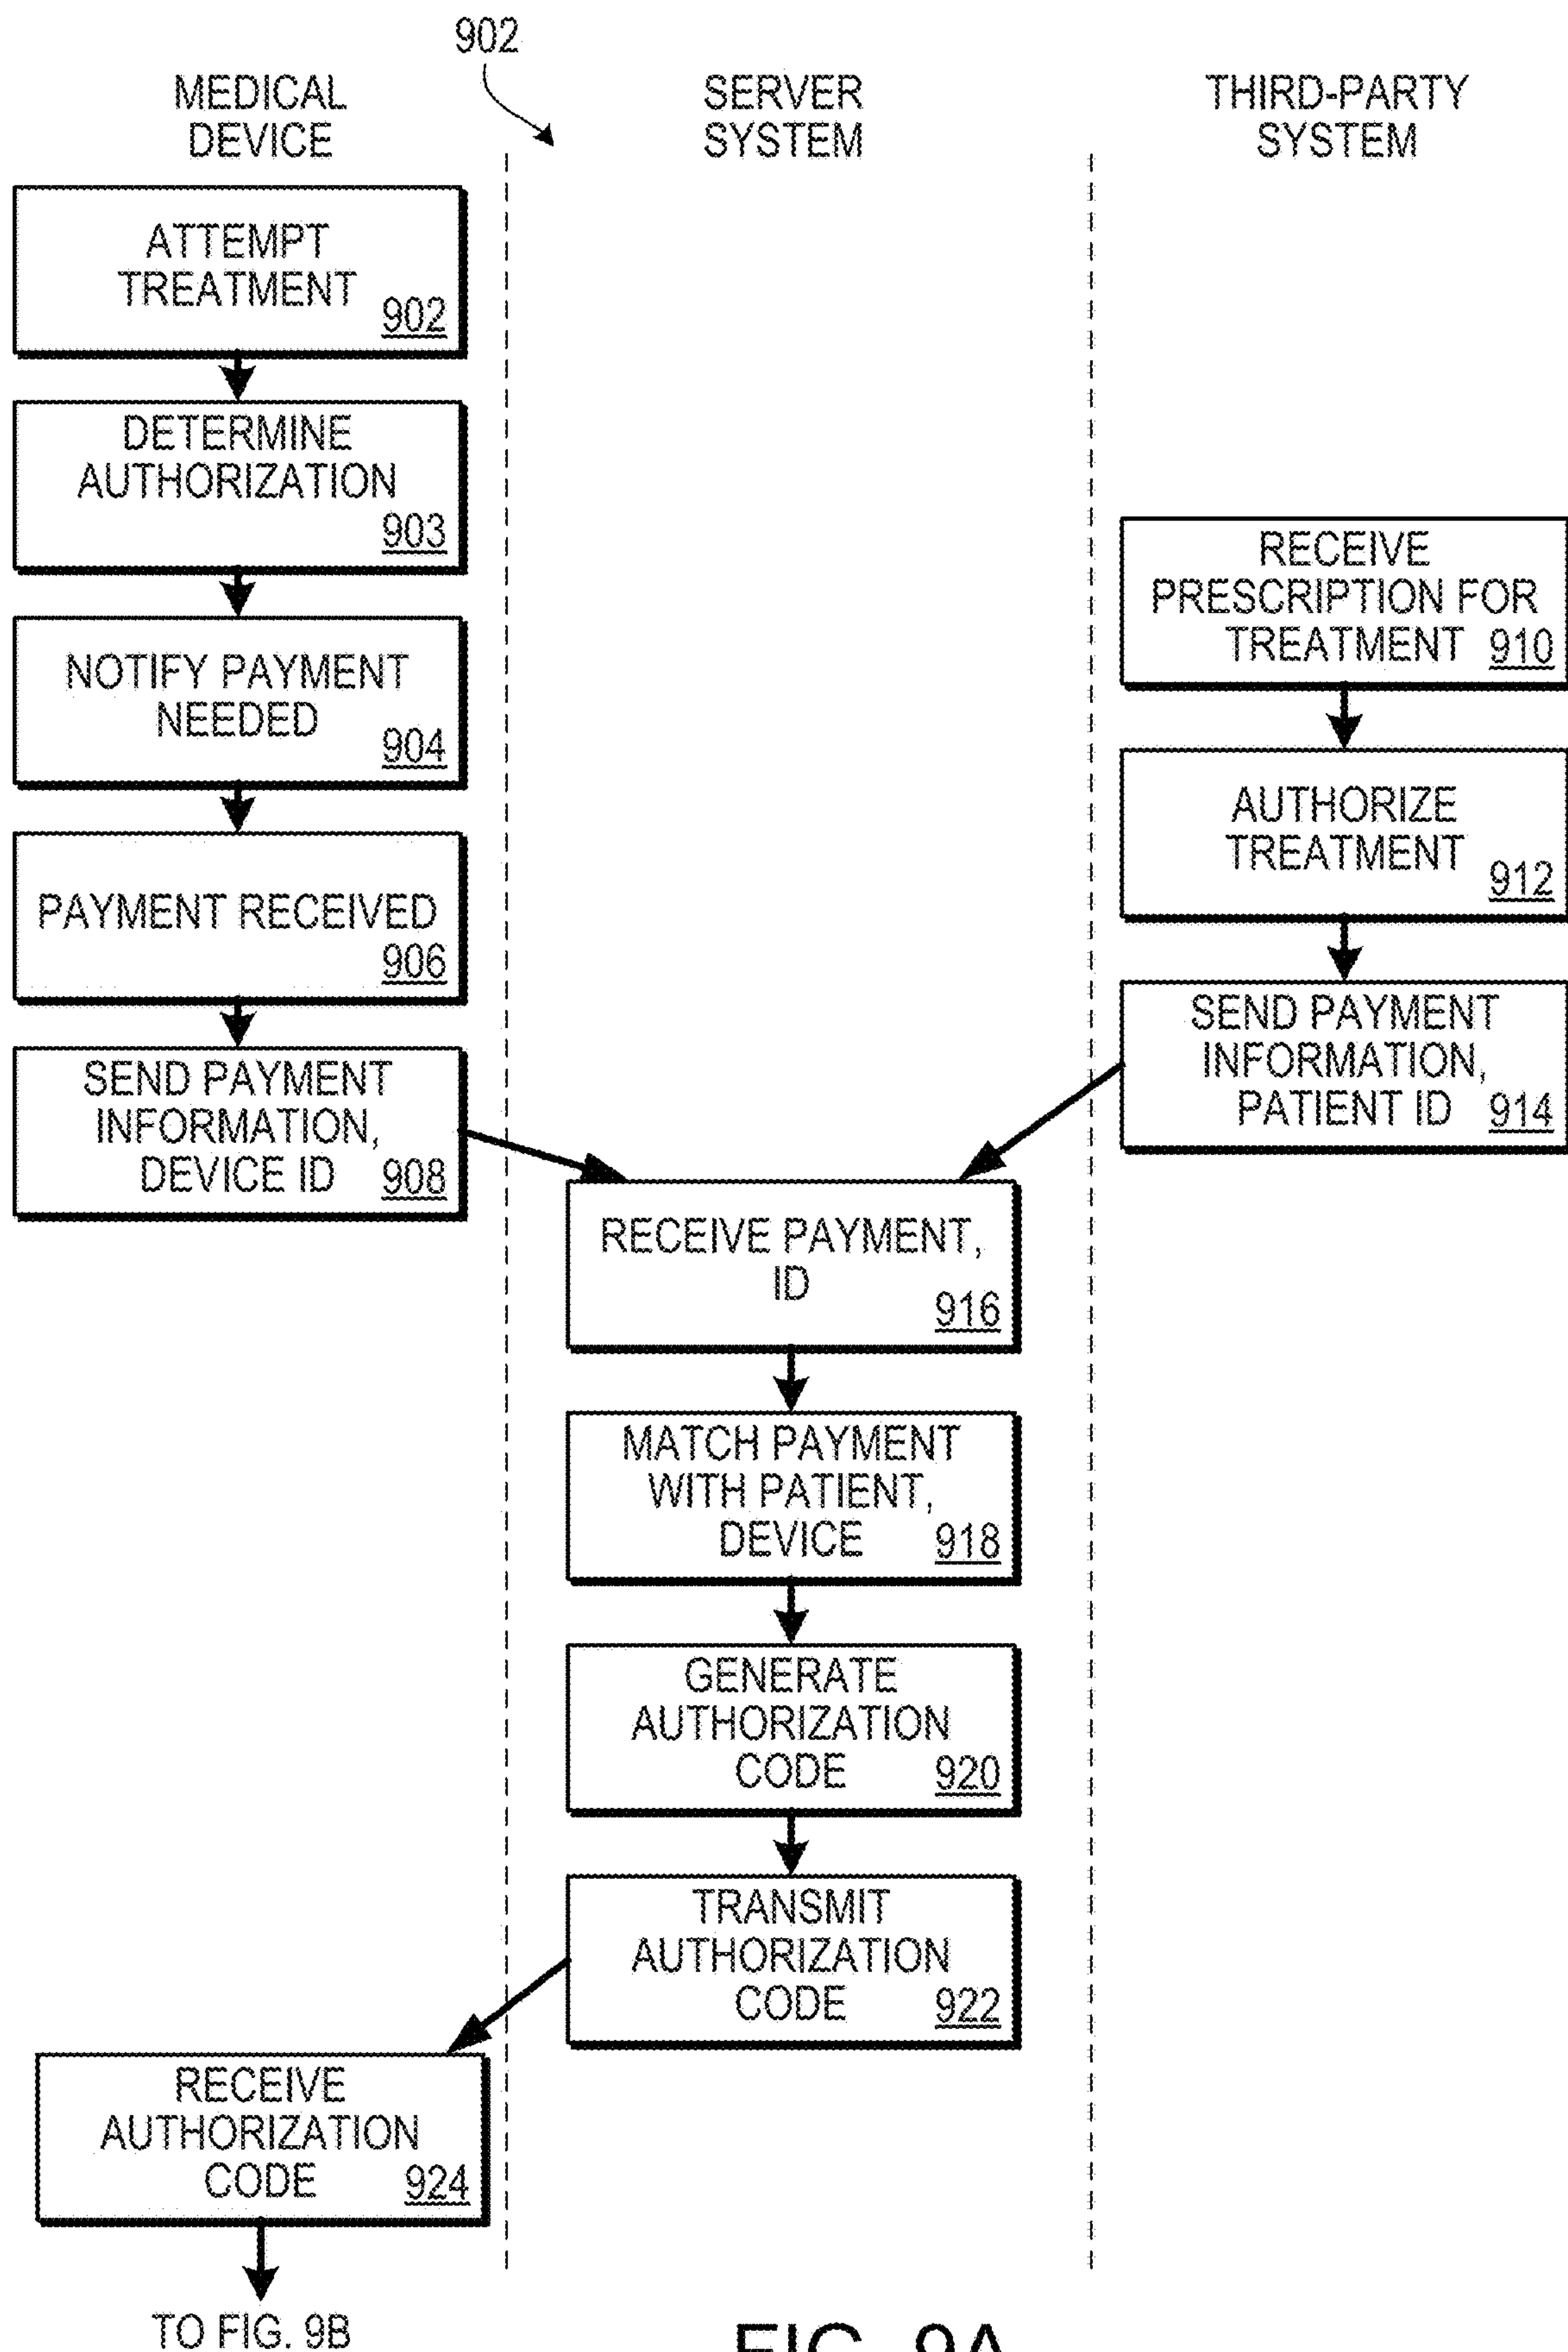 902
MEDICAL
DEVICE
SERVER
SYSTEM
THIRD-PARTY
SYSTEM
ATTEMPT
TREATMENT
902
DETERMINE
AUTHORIZATION
903
NOTIFY PAYMENT
NEEDED
904
PAYMENT RECEIVED
906
SEND PAYMENT
INFORMATION,
DEVICE ID 908
RECEIVE
PRESCRIPTION FOR
TREATMENT 910
AUTHORIZE
TREATMENT
912
SEND PAYMENT
INFORMATION,
PATIENT ID 914
RECEIVE PAYMENT,
ID
916
MATCH PAYMENT
WITH PATIENT,
DEVICE 918
GENERATE
AUTHORIZATION
CODE 920
TRANSMIT
AUTHORIZATION
CODE 922
RECEIVE
AUTHORIZATION
CODE 924
TO FIG. 9B
FIG. 9A